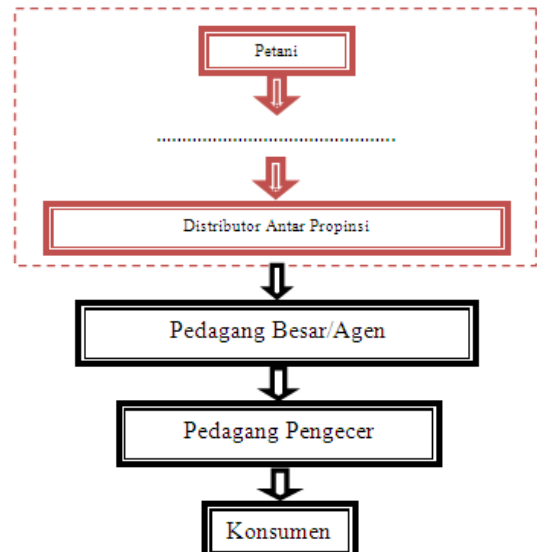 Petani
................................................
Distributor Antar Propinsi
Pedagang Besar/Agen
Pedagang Pengecer
Konsumen